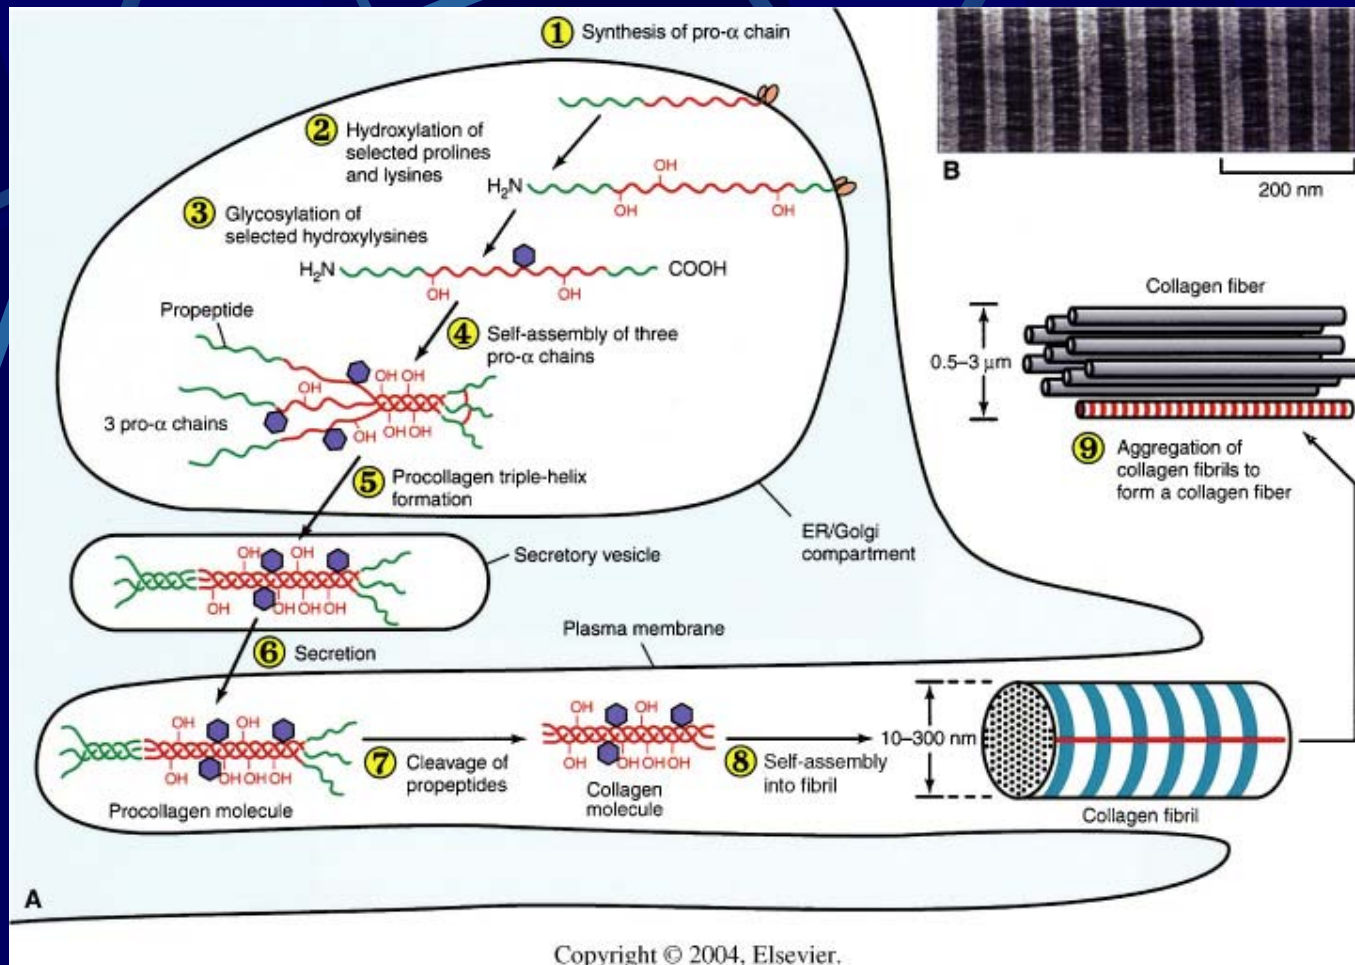 1 Synthesis of pro-α chain
2 Hydroxylation of
selected prolines
and lysines
OH
H₂N
OH
OH
3 Glycosylation of
selected hydroxylysines
H₂N
COOH
OH
OH
Propeptide
4 Self-assembly of three
pro-α chains
OH OH
OH
3 pro-α chains
OH
OH OH
5 Procollagen triple-helix
formation
ER/Golgi
compartment
OH
OH
Secretory vesicle
OH
OH OH OH
Plasma membrane
6 Secretion
OH
OH
OH
OH OH OH
Procollagen molecule
7 Cleavage of
propeptides
OH
OH
OH
OH OH OH
Collagen
molecule
8 Self-assembly
into fibril
10–300 nm
Collagen fibril
A
B
200 nm
Collagen fiber
0.5–3 μm
9 Aggregation of
collagen fibrils to
form a collagen fiber
Copyright © 2004, Elsevier.